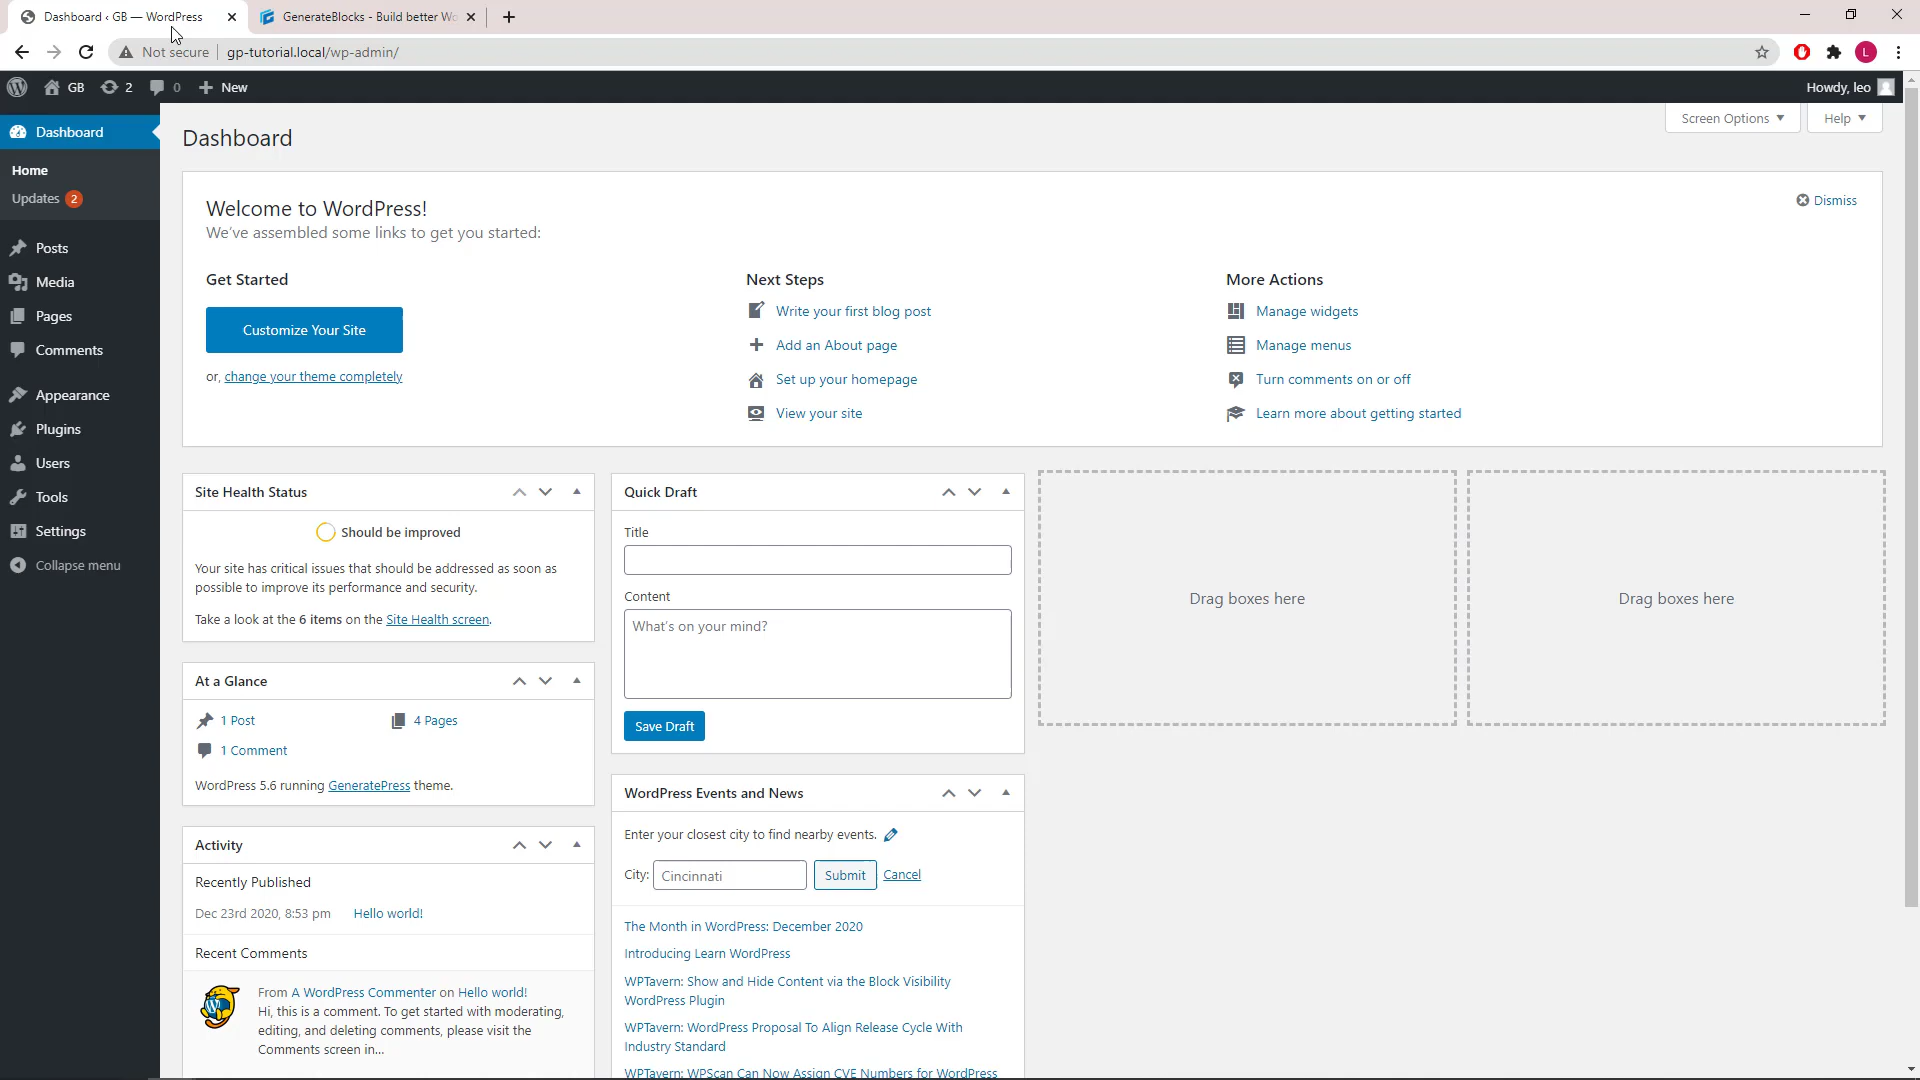 Dashboard ‹ GB — WordPress
GenerateBlocks - Build better Wo
Not secure
gp-tutorial.local/wp-admin/
L
GB
2
0
New
Howdy, leo
Dashboard
Home
Updates 2
Posts
Media
Pages
Comments
Appearance
Plugins
Users
Tools
Settings
Collapse menu
Dashboard
Screen Options
Help
Welcome to WordPress!
We've assembled some links to get you started:
Dismiss
Get Started
Customize Your Site
or, change your theme completely
Next Steps
Write your first blog post
Add an About page
Set up your homepage
View your site
More Actions
Manage widgets
Manage menus
Turn comments on or off
Learn more about getting started
Site Health Status
Should be improved
Your site has critical issues that should be addressed as soon as
possible to improve its performance and security.
Take a look at the 6 items on the Site Health screen.
At a Glance
1 Post
4 Pages
1 Comment
WordPress 5.6 running GeneratePress theme.
Activity
Recently Published
Dec 23rd 2020, 8:53 pm
Hello world!
Recent Comments
From A WordPress Commenter on Hello world!
Hi, this is a comment. To get started with moderating,
editing, and deleting comments, please visit the
Comments screen in...
Quick Draft
Title
Content
What's on your mind?
Save Draft
WordPress Events and News
Enter your closest city to find nearby events.
City:
Cincinnati
Submit
Cancel
The Month in WordPress: December 2020
Introducing Learn WordPress
WPTavern: Show and Hide Content via the Block Visibility
WordPress Plugin
WPTavern: WordPress Proposal To Align Release Cycle With
Industry Standard
WPTavern: WPScan Can Now Assign CVE Numbers for WordPress
Drag boxes here
Drag boxes here